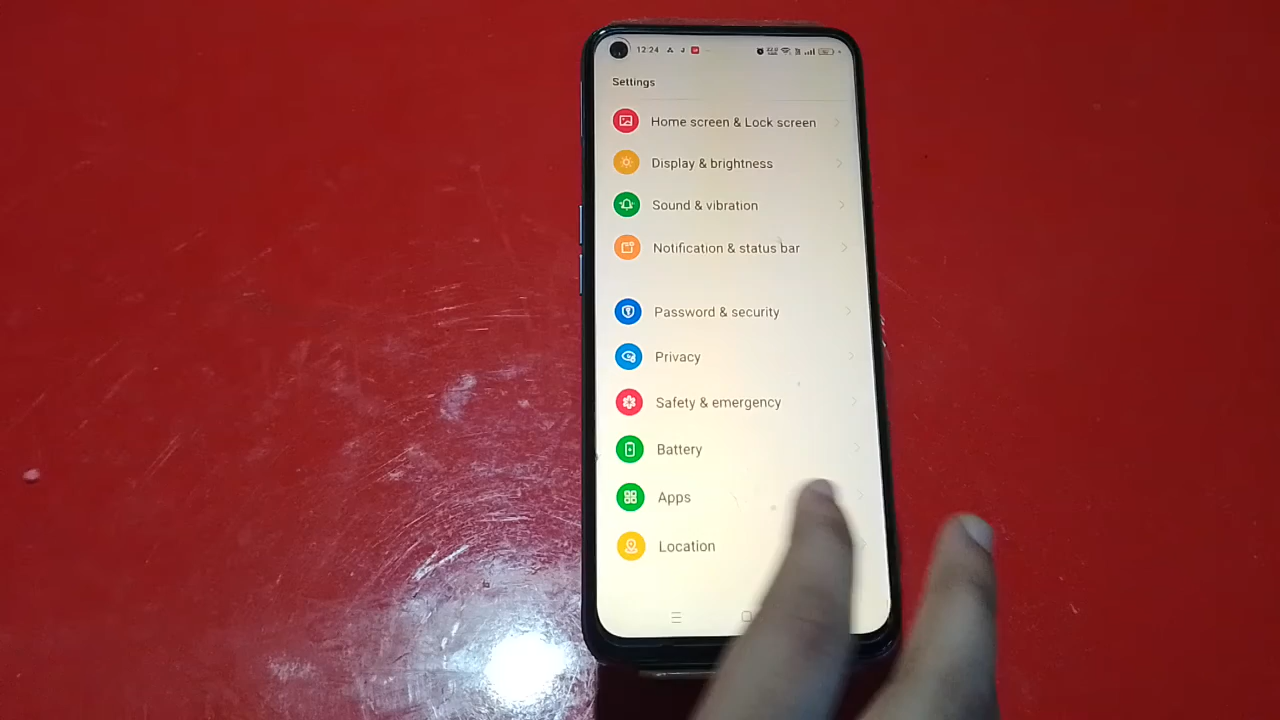 12:24
Settings
Home screen & Lock screen
Display & brightness
Sound & vibration
Notification & status bar
Password & security
Privacy
Safety & emergency
Battery
Apps
Location